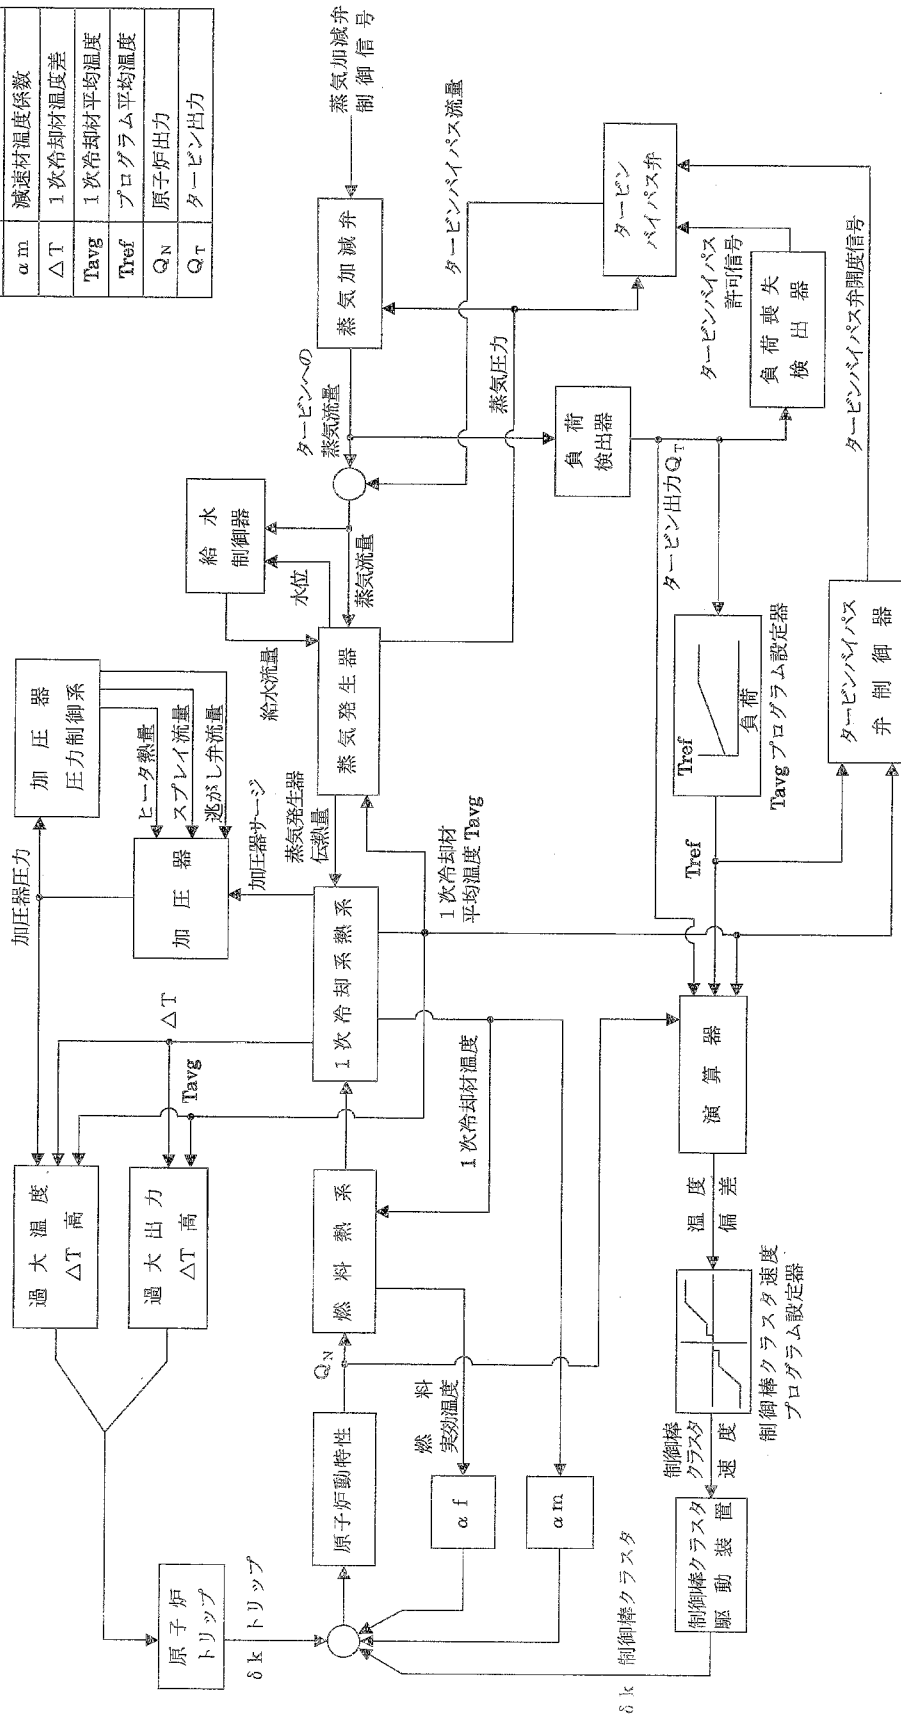 αm 減速材温度係数
ΔT 1次冷却材温度差
Tavg 1次冷却材平均温度
Tref プログラム平均温度
QN 原子炉出力
QT タービン出力
過大温度
ΔT高
過大出力
ΔT高
加圧器圧力
加圧器
圧力制御系
ヒータ熱量
スプレイ流量
逃がし弁流量
加圧器
加圧器サージ
ΔT
Tavg
原子炉
トリップ
δk トリップ
原子炉動特性
QN
燃料熱系
1次冷却系熱系
蒸気発生器
伝熱量
蒸気発生器
給水流量
給水
制御器
水位
蒸気流量
タービンへの
蒸気流量
蒸気加減弁
蒸気加減弁
制御信号
燃料
実効温度
αf
αm
1次冷却材温度
1次冷却材
平均温度Tavg
蒸気圧力
タービンバイパス流量
タービン
バイパス弁
負荷
検出器
タービン出力QT
負荷喪失
検出器
タービンバイパス
許可信号
タービンバイパス弁開度信号
Tref
負荷
Tavgプログラム設定器
Tref
タービンバイパス
弁制御器
演算器
温度
偏差
制御棒クラスタ速度
プログラム設定器
制御棒
クラスタ
速度
制御棒クラスタ
駆動装置
δk 制御棒クラスタ